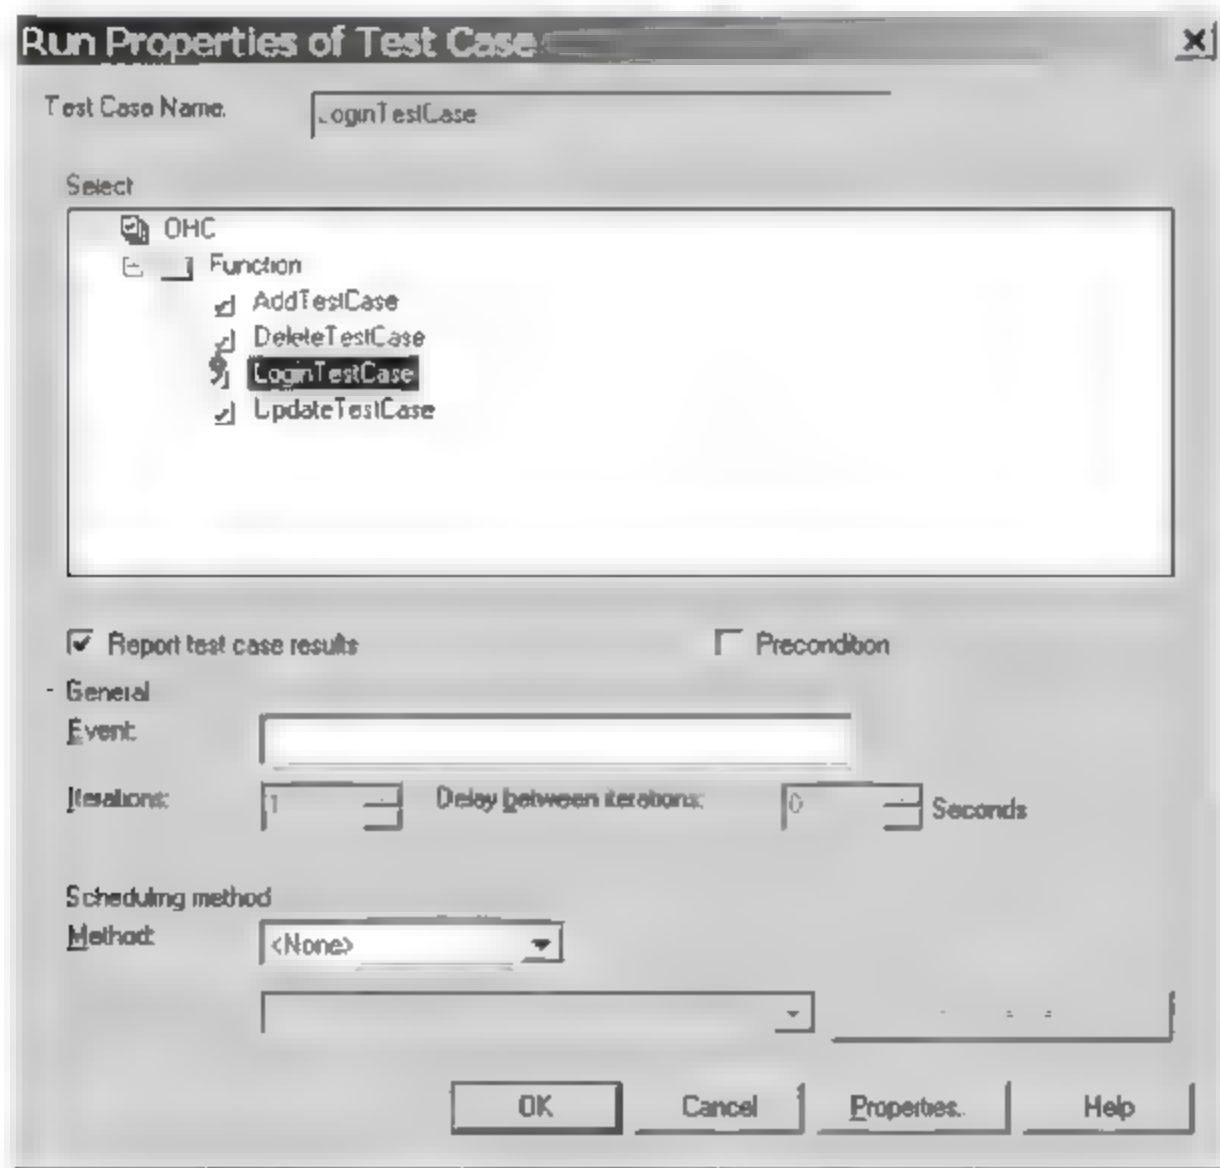 Run Properties of Test Case
Test Case Name:
LoginTestCase
Select
OHC
Function
AddTestCase
DeleteTestCase
LoginTestCase
UpdateTestCase
Report test case results
Precondition
General
Event:
Iterations:
1
Delay between iterations:
0
Seconds
Scheduling method
Method:
<None>
OK
Cancel
Properties..
Help